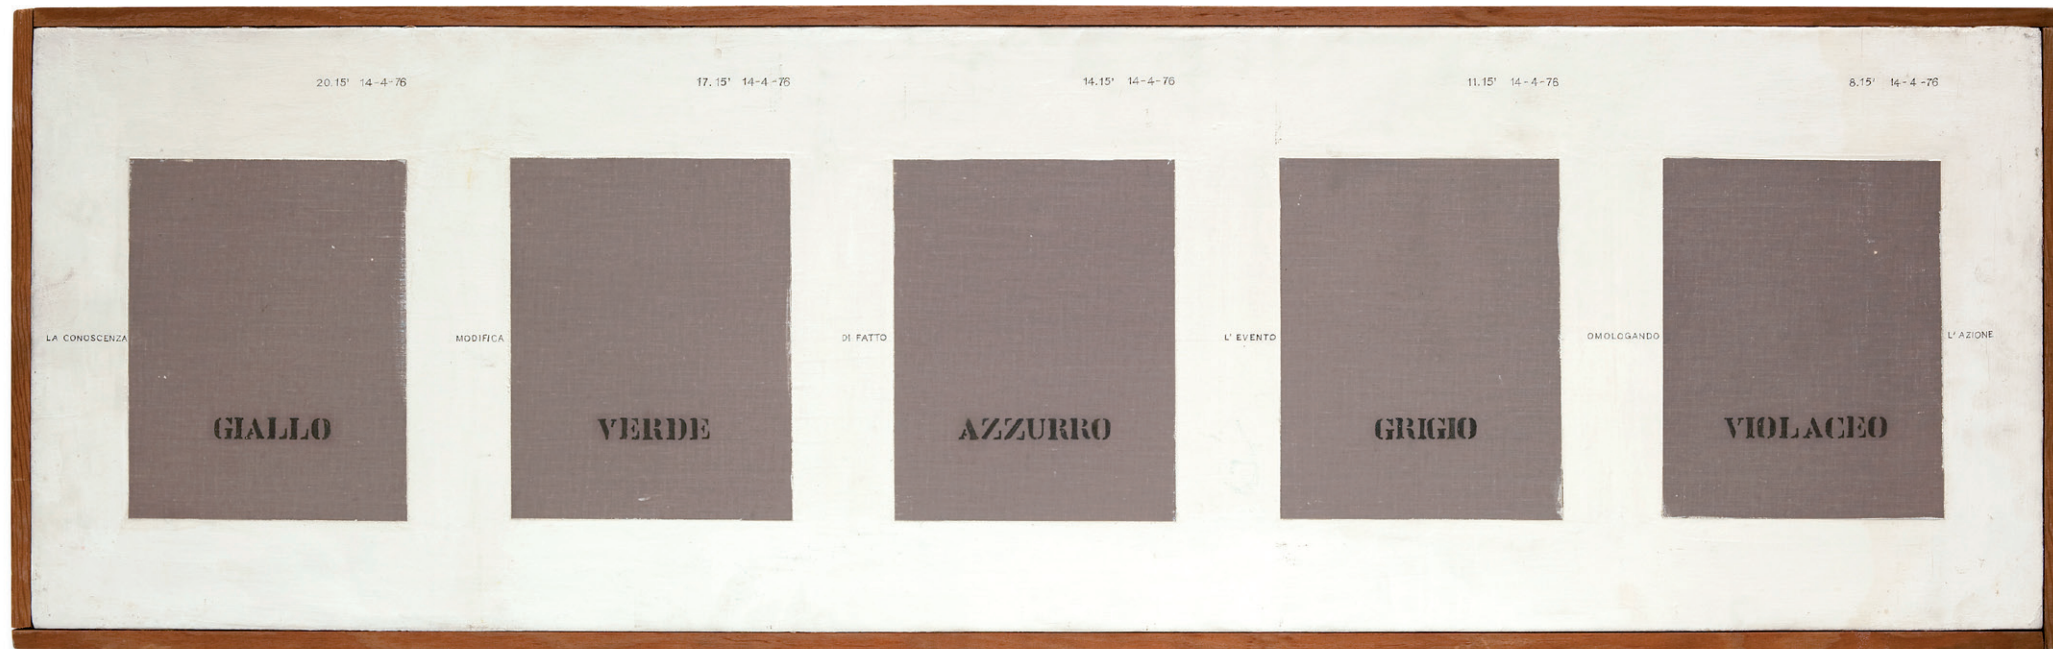 20.15' 14-4-76
17.15' 14-4-76
14.15' 14-4-76
11.15' 14-4-76
8.15' 14-4-76
LA CONOSCENZA MODIFICA DI FATTO L'EVENTO OMOLOGANDO L'AZIONE
GIALLO
VERDE
AZZURRO
GRIGIO
VIOLACEO